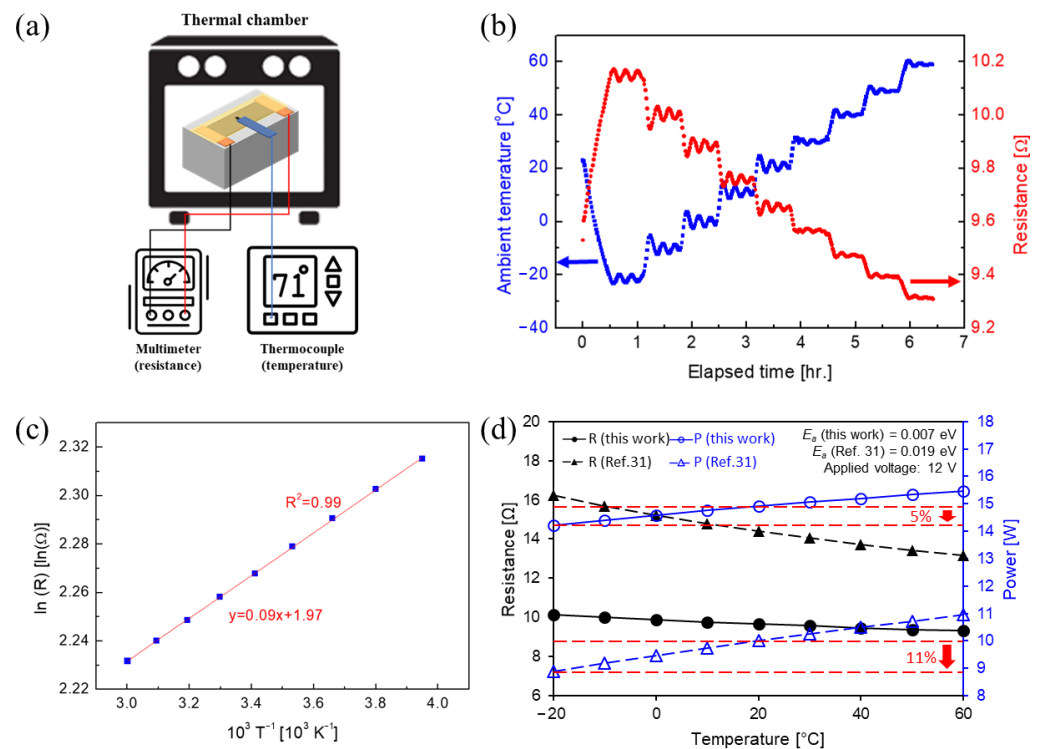 (a)
Thermal chamber
71°
Multimeter
(resistance)
Thermocouple
(temperature)
(b)
Ambient temerature [°C]
60
40
20
0
−20
−40
10.2
10.0
9.8
9.6
9.4
9.2
Resistance [Ω]
0 1 2 3 4 5 6 7
Elapsed time [hr.]
(c)
ln (R) [ln(Ω)]
2.32
2.30
2.28
2.26
2.24
2.22
R²=0.99
y=0.09x+1.97
3.0 3.2 3.4 3.6 3.8 4.0
10³ T⁻¹ [10³ K⁻¹]
(d)
Resistance [Ω]
20
18
16
14
12
10
8
6
R (this work) P (this work)
R (Ref.31) P (Ref.31)
Eₐ (this work) = 0.007 eV
Eₐ (Ref. 31) = 0.019 eV
Applied voltage: 12 V
5%
11%
18
17
16
15
14
13
12
11
10
9
8
Power [W]
−20 0 20 40 60
Temperature [°C]